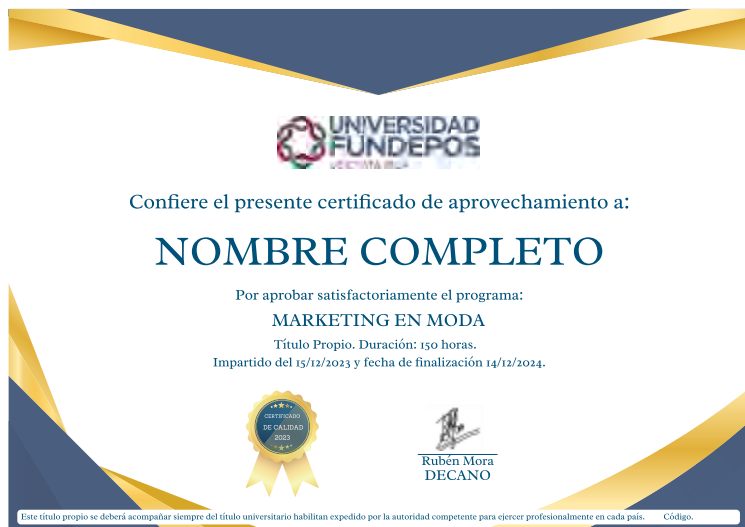 UNIVERSIDAD
FUNDEPOS
Confiere el presente certificado de aprovechamiento a:
NOMBRE COMPLETO
Por aprobar satisfactoriamente el programa:
MARKETING EN MODA
Título Propio. Duración: 150 horas.
Impartido del 15/12/2023 y fecha de finalización 14/12/2024.
CERTIFICADO
DE CALIDAD
2023
Rubén Mora
DECANO
Este título propio se deberá acompañar siempre del título universitario habilitan expedido por la autoridad competente para ejercer profesionalmente en cada país. Código.